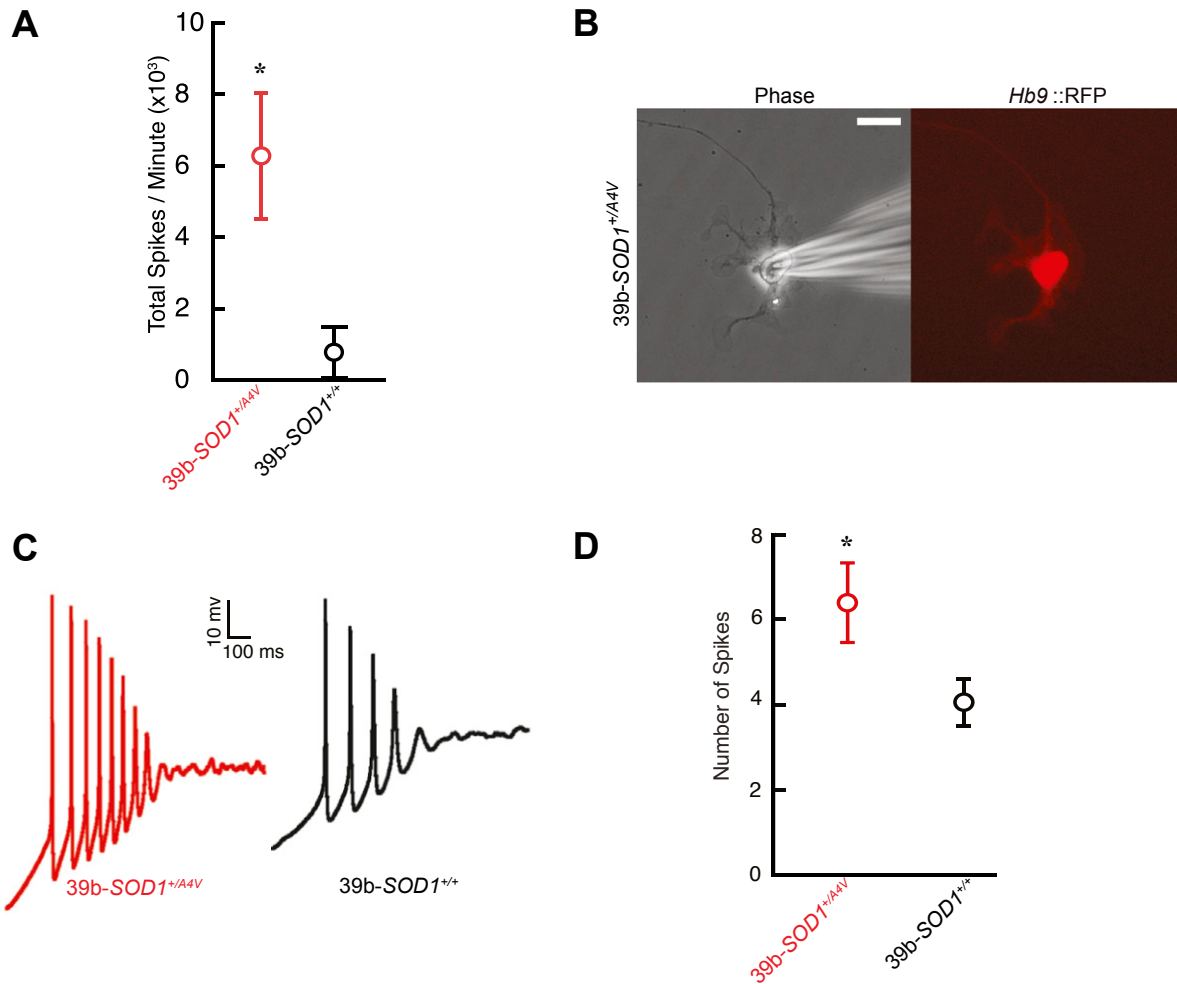 A
Total Spikes / Minute (x10³)
10
8
6
4
2
0
*
39b-SOD1+/A4V
39b-SOD1+/+
B
Phase
Hb9 ::RFP
39b-SOD1+/A4V
C
10 mv
100 ms
39b-SOD1+/A4V
39b-SOD1+/+
D
Number of Spikes
8
6
4
2
0
*
39b-SOD1+/A4V
39b-SOD1+/+